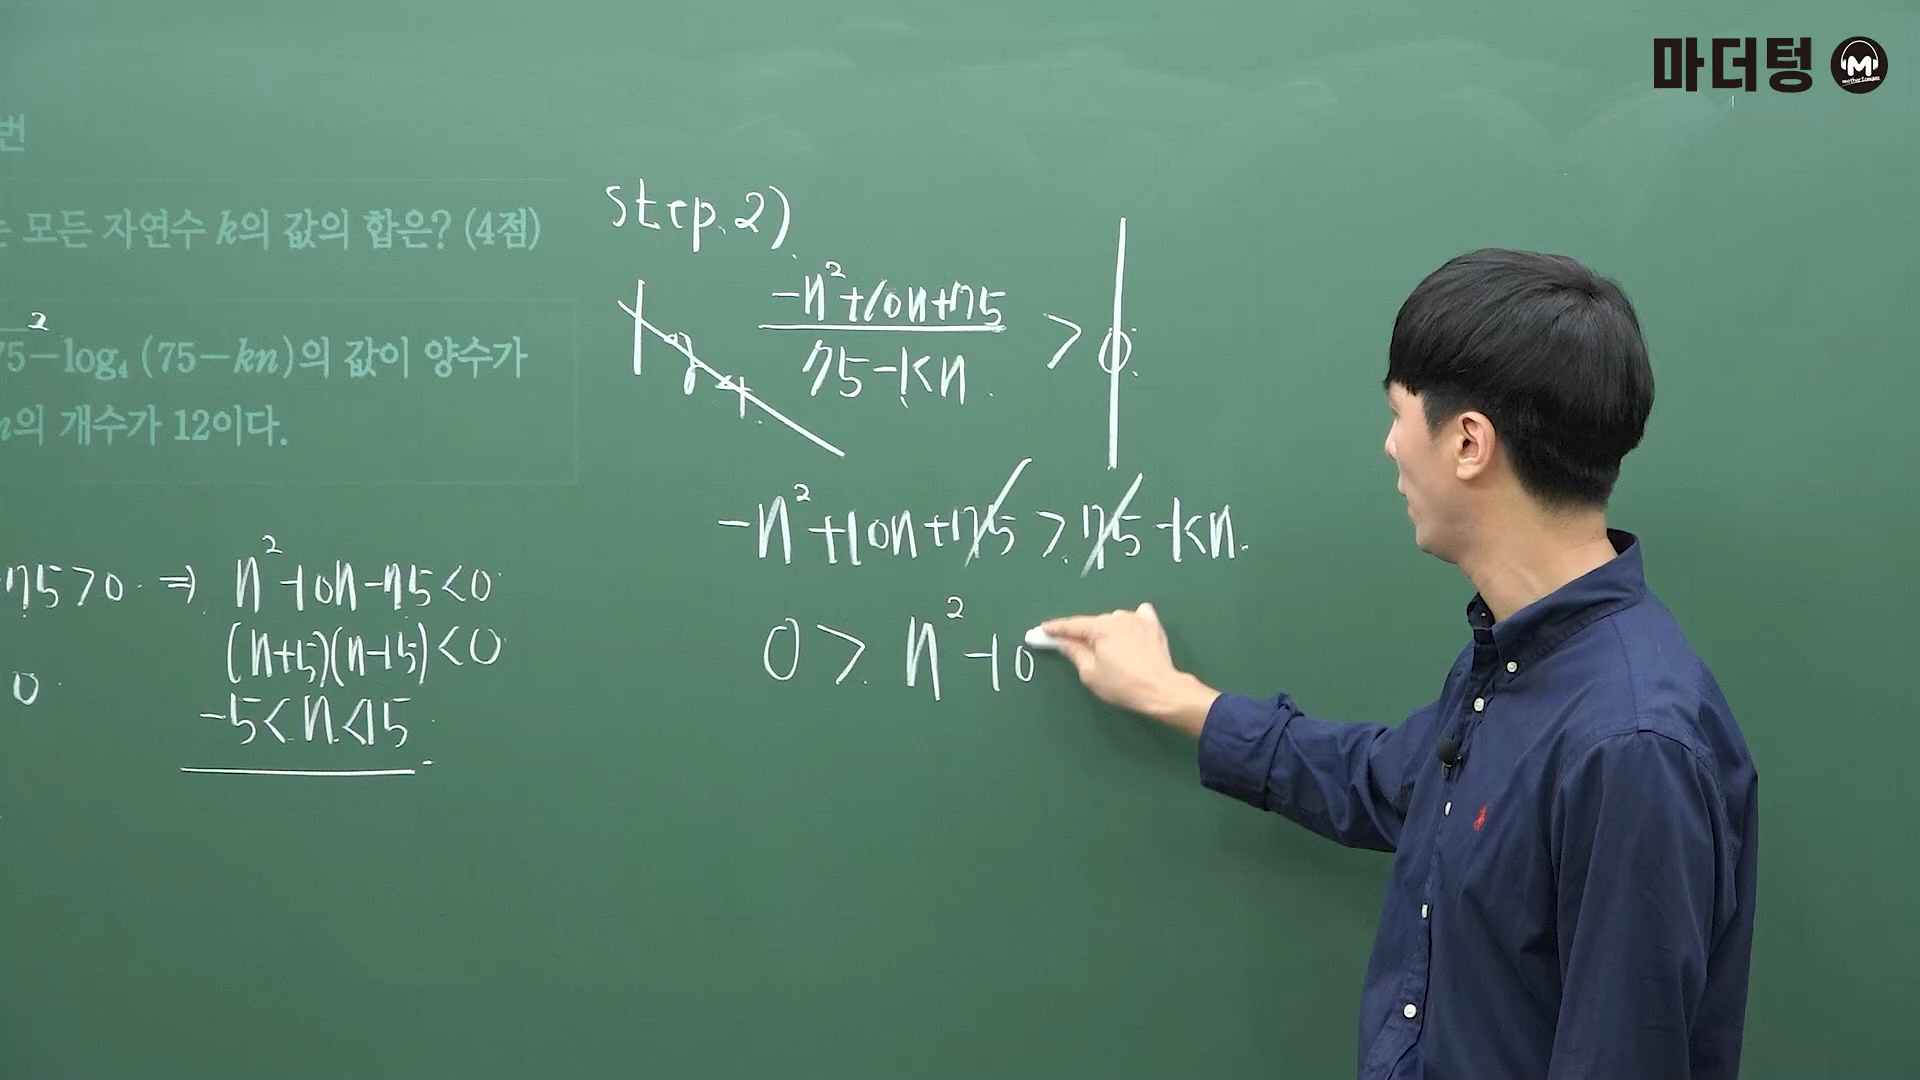 마더텅 M
번
는 모든 자연수 k의 값의 합은? (4점)
2
75-log₄(75-kn)의 값이 양수가
n의 개수가 12이다.
75>0 ⇒ n²-10n-75<0
(n+5)(n-15)<0
0
-5<n<15
step.2)
log₄ (-n²+10n+75)/(75-kn) > 0
-n²+10n+75 > 75-kn
0 > n²-10